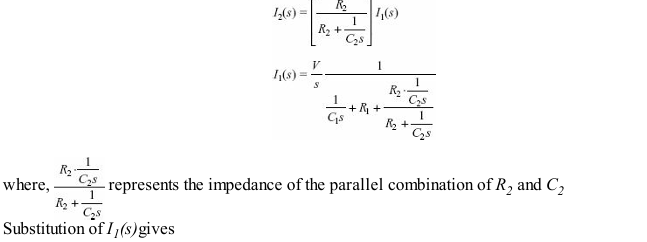 I₂(s) = [R₂ / (R₂ + 1/(C₂s))] I₁(s)
I₁(s) = V/s · 1 / (1/(C₁s) + R₁ + (R₂ · 1/(C₂s)) / (R₂ + 1/(C₂s)))
where, (R₂ · 1/(C₂s)) / (R₂ + 1/(C₂s)) represents the impedance of the parallel combination of R₂ and C₂
Substitution of I₁(s)gives